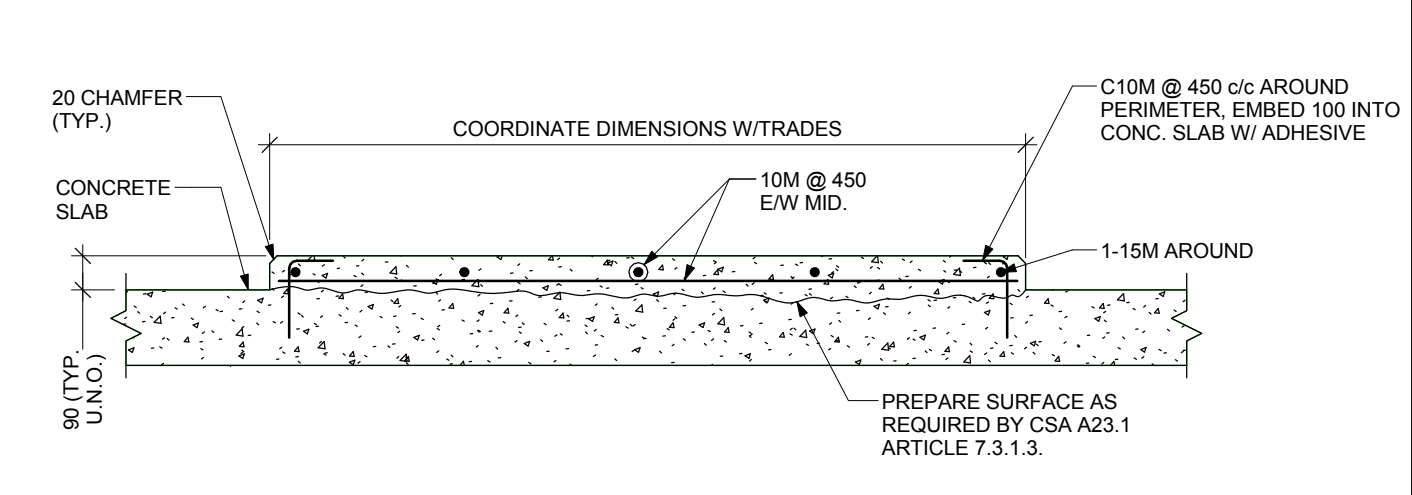 20 CHAMFER
(TYP.)
COORDINATE DIMENSIONS W/TRADES
C10M @ 450 c/c AROUND
PERIMETER, EMBED 100 INTO
CONC. SLAB W/ ADHESIVE
CONCRETE
SLAB
10M @ 450
E/W MID.
1-15M AROUND
90 (TYP.
U.N.O.)
PREPARE SURFACE AS
REQUIRED BY CSA A23.1
ARTICLE 7.3.1.3.